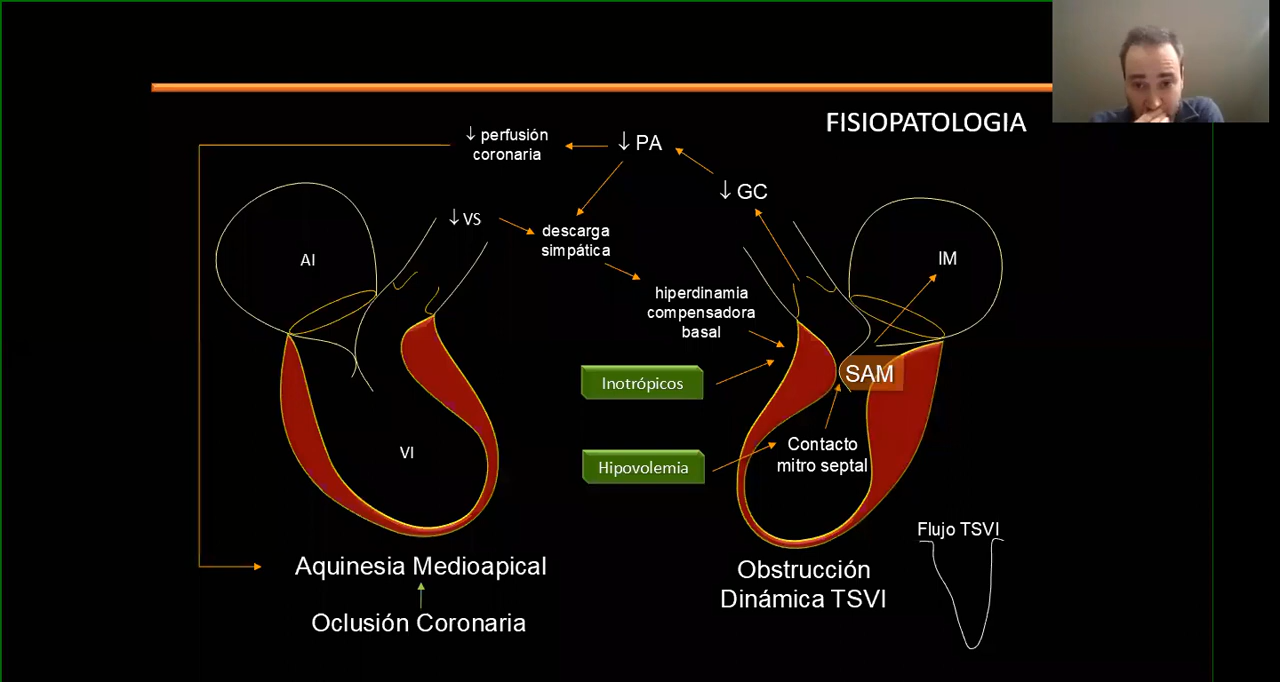 FISIOPATOLOGIA
↓ perfusión
coronaria
↓ PA
↓ GC
↓ VS
descarga
simpática
AI
IM
hiperdinamia
compensadora
basal
Inotrópicos
SAM
Contacto
mitro septal
VI
Hipovolemia
Flujo TSVI
Aquinesia Medioapical
Oclusión Coronaria
Obstrucción
Dinámica TSVI